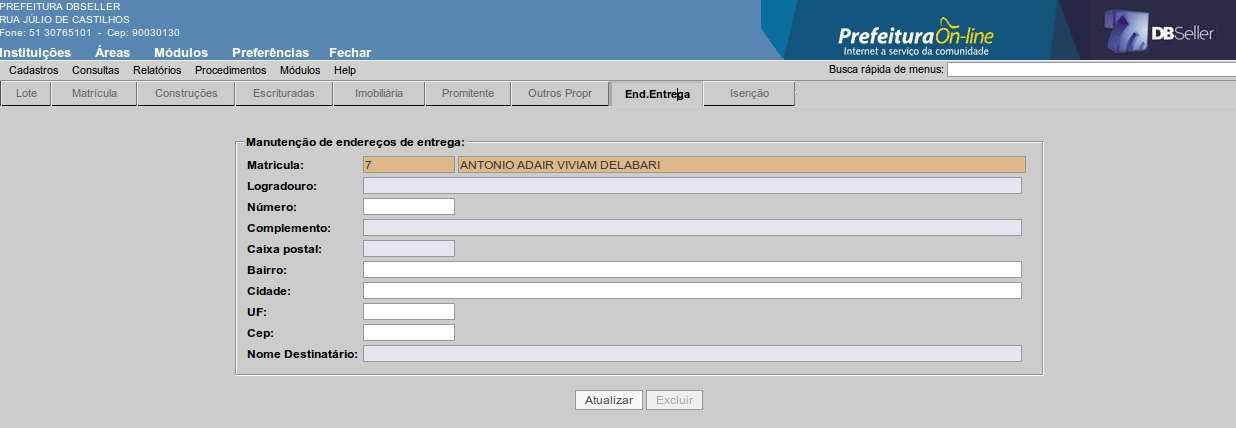 PREFEITURA DBSELLER
RUA JÚLIO DE CASTILHOS
Fone: 51 30765101 - Cep: 90030130
Prefeitura On-line
Internet a serviço da comunidade
DBSeller
Instituições Áreas Módulos Preferências Fechar
Cadastros Consultas Relatórios Procedimentos Módulos Help Busca rápida de menus:
Lote Matrícula Construções Escrituradas Imobiliária Promitente Outros Propr End.Entrega Isenção
Manutenção de endereços de entrega:
Matricula: 7 ANTONIO ADAIR VIVIAM DELABARI
Logradouro:
Número:
Complemento:
Caixa postal:
Bairro:
Cidade:
UF:
Cep:
Nome Destinatário:
Atualizar Excluir